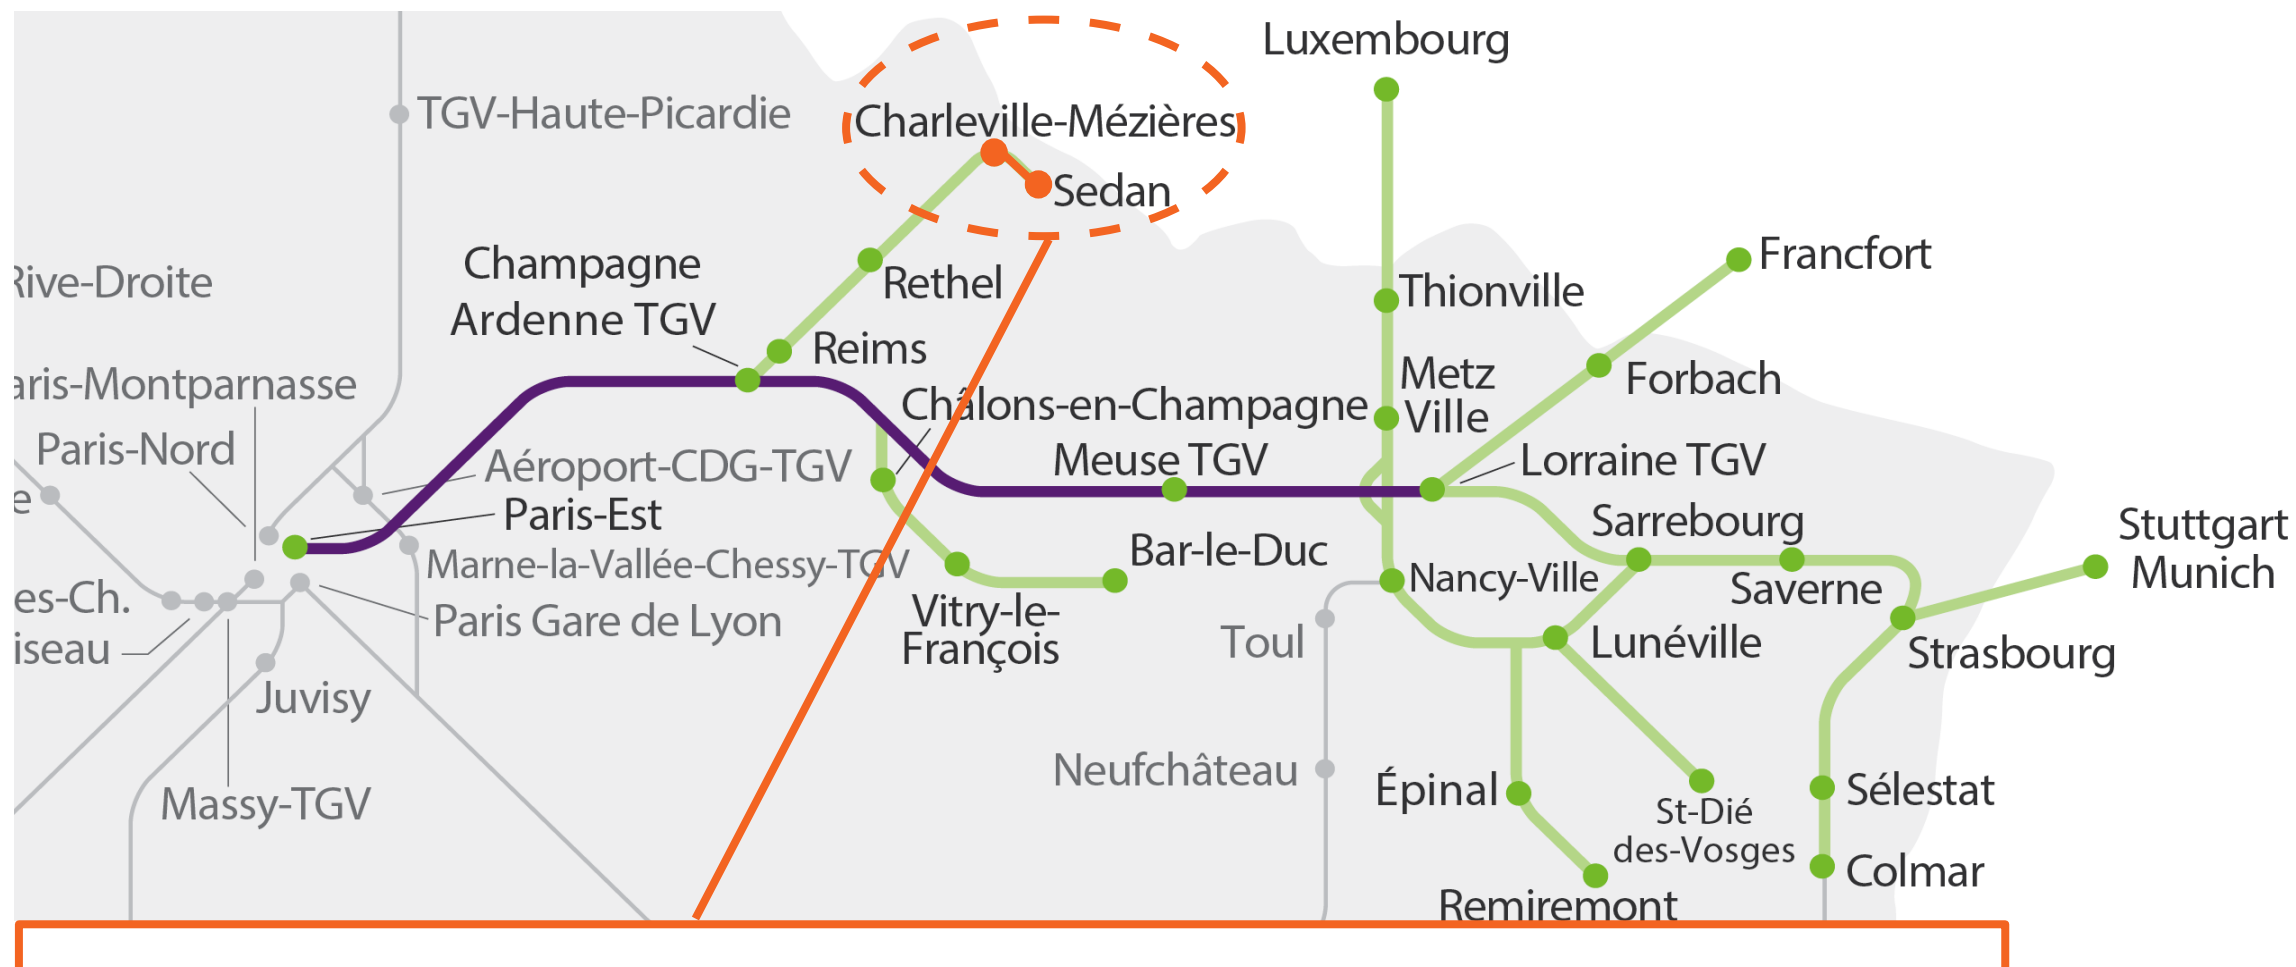 Luxembourg
TGV-Haute-Picardie
Charleville-Mézières
Sedan
Champagne
Ardenne TGV
Rethel
Francfort
Rive-Droite
Thionville
Reims
Forbach
aris-Montparnasse
Metz
Ville
Châlons-en-Champagne
Paris-Nord
Aéroport-CDG-TGV
Meuse TGV
Lorraine TGV
e
Paris-Est
Sarrebourg
Stuttgart
Munich
Marne-la-Vallée-Chessy-TGV
Bar-le-Duc
Nancy-Ville
Saverne
es-Ch.
Paris Gare de Lyon
Vitry-le-
François
Toul
Lunéville
Strasbourg
iseau
Juvisy
Neufchâteau
Épinal
St-Dié
des-Vosges
Sélestat
Massy-TGV
Colmar
Remiremont